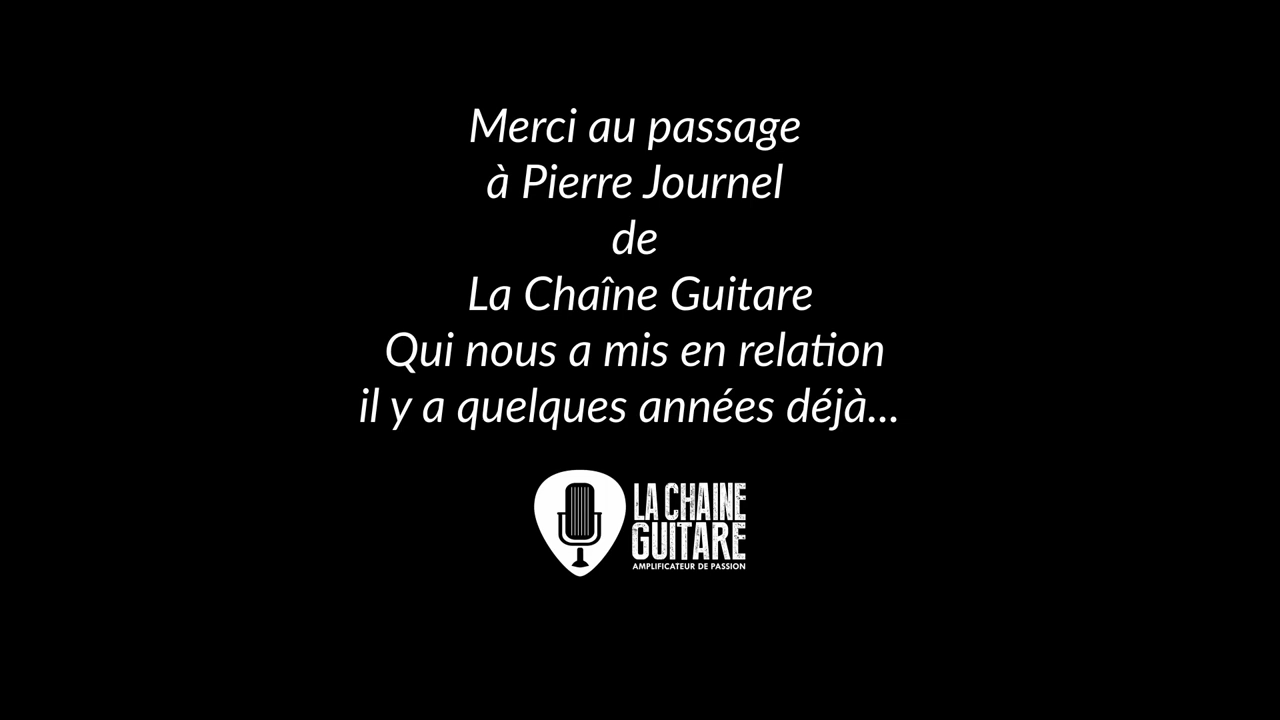 Merci au passage
à Pierre Journel
de
La Chaîne Guitare
Qui nous a mis en relation
il y a quelques années déjà...
LA CHAINE
GUITARE
AMPLIFICATEUR DE PASSION